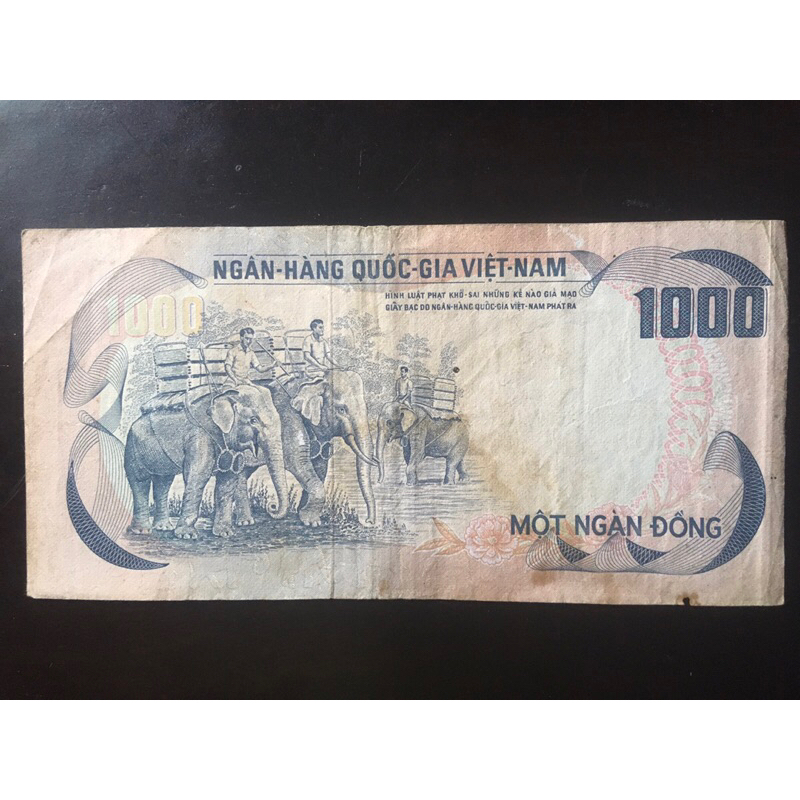 NGÂN-HÀNG QUỐC-GIA VIỆT-NAM
HÌNH LUẬT PHẠT KHỔ-SAI NHỮNG KẺ NÀO GIẢ MẠO
GIẤY BẠC DO NGÂN-HÀNG QUỐC-GIA VIỆT-NAM PHÁT RA
1000
1000
MỘT NGÀN ĐỒNG